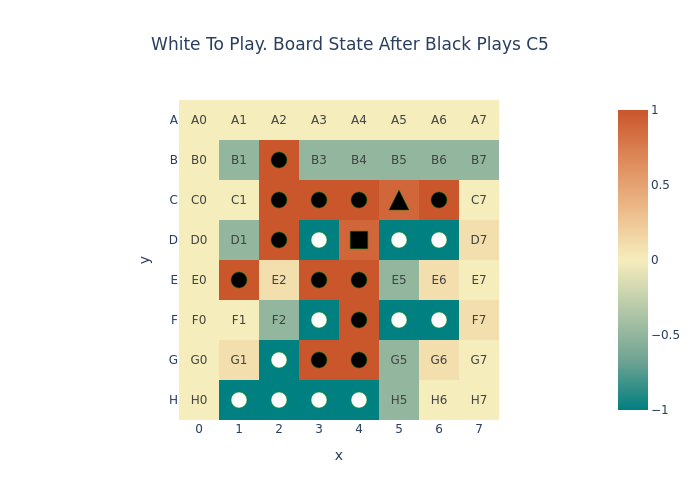 White To Play. Board State After Black Plays C5
A A0 A1 A2 A3 A4 A5 A6 A7
B B0 B1 B3 B4 B5 B6 B7
C C0 C1 C7
D D0 D1 D7
E E0 E2 E5 E6 E7
F F0 F1 F2 F7
G G0 G1 G5 G6 G7
H H0 H5 H6 H7
0 1 2 3 4 5 6 7
x
y
1
0.5
0
−0.5
−1